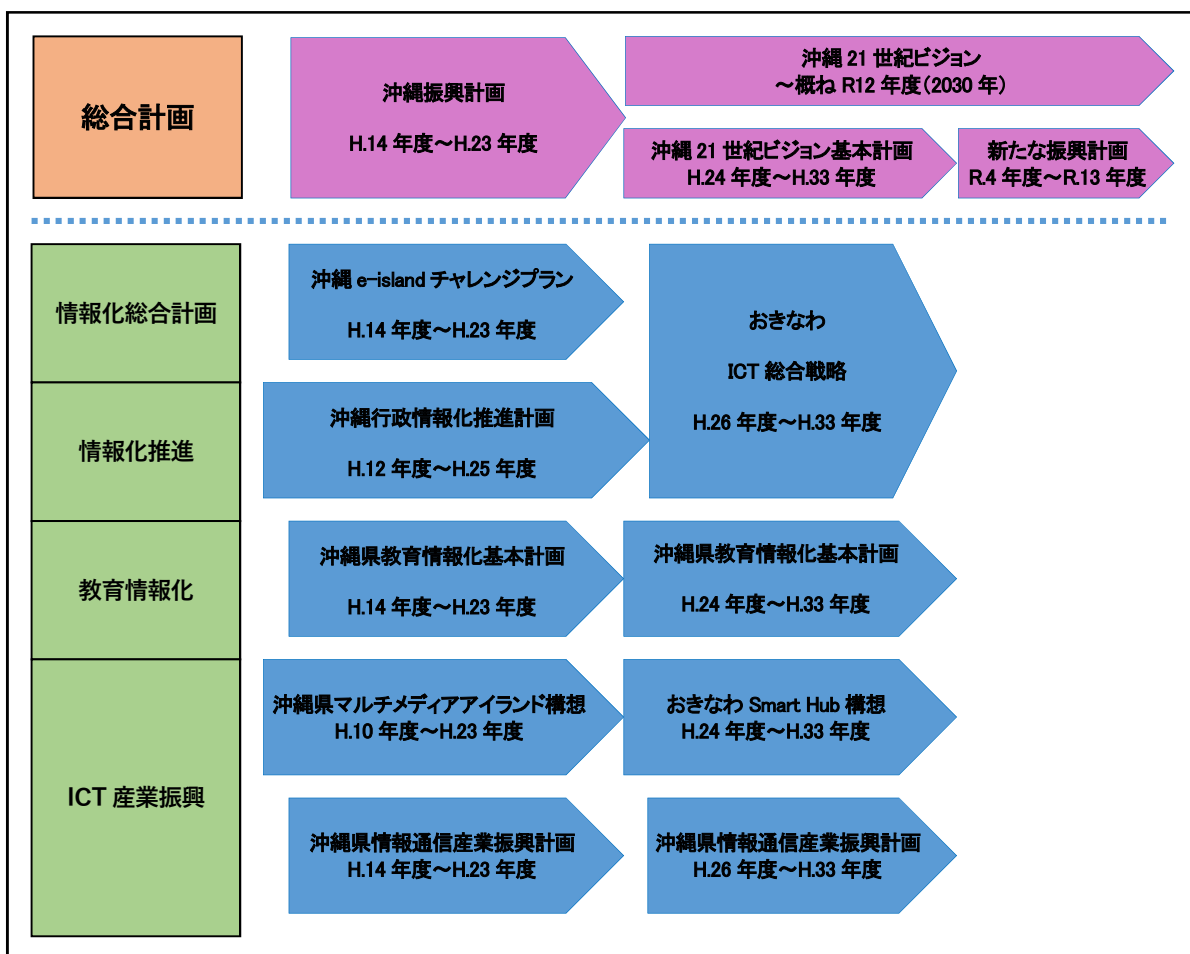 総合計画
沖縄振興計画
H.14 年度～H.23 年度
沖縄 21 世紀ビジョン
～概ね R12 年度（2030 年）
沖縄 21 世紀ビジョン基本計画
H.24 年度～H.33 年度
新たな振興計画
R.4 年度～R.13 年度
情報化総合計画
沖縄 e-island チャレンジプラン
H.14 年度～H.23 年度
おきなわ
ICT 総合戦略
H.26 年度～H.33 年度
情報化推進
沖縄行政情報化推進計画
H.12 年度～H.25 年度
教育情報化
沖縄県教育情報化基本計画
H.14 年度～H.23 年度
沖縄県教育情報化基本計画
H.24 年度～H.33 年度
ICT 産業振興
沖縄県マルチメディアアイランド構想
H.10 年度～H.23 年度
おきなわ Smart Hub 構想
H.24 年度～H.33 年度
沖縄県情報通信産業振興計画
H.14 年度～H.23 年度
沖縄県情報通信産業振興計画
H.26 年度～H.33 年度